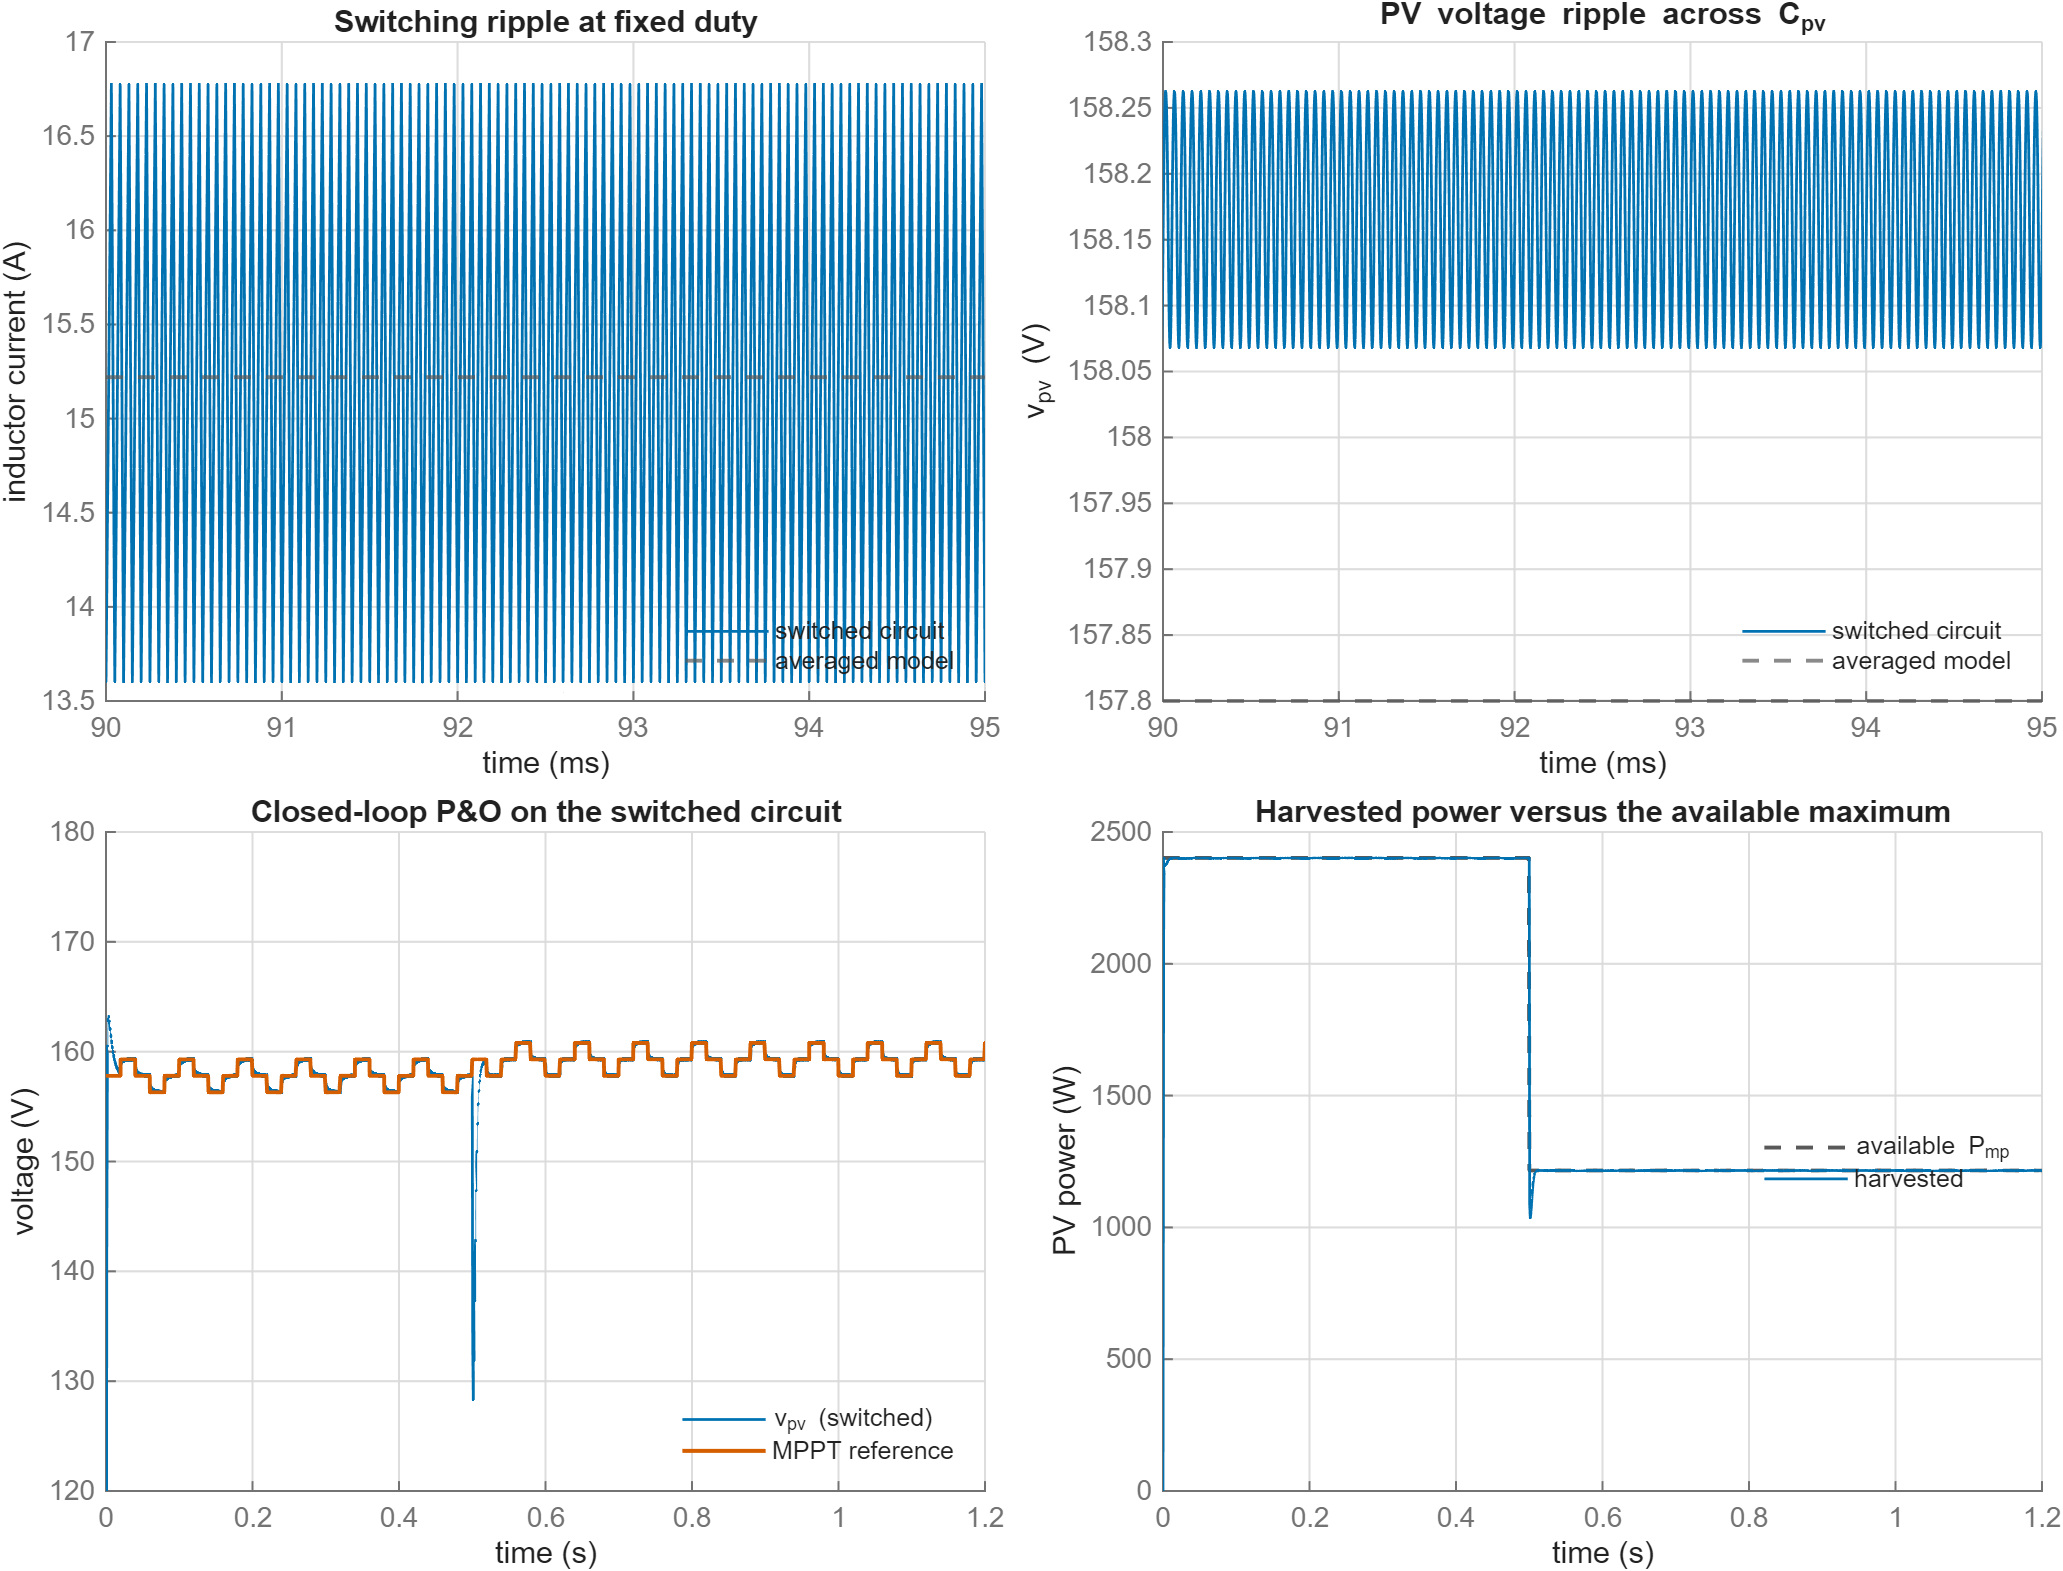 Switching ripple at fixed duty
17
16.5
16
15.5
15
14.5
14
13.5
inductor current (A)
switched circuit
averaged model
90 91 92 93 94 95
time (ms)
PV voltage ripple across Cpv
158.3
158.25
158.2
158.15
158.1
158.05
158
157.95
157.9
157.85
157.8
vpv (V)
switched circuit
averaged model
90 91 92 93 94 95
time (ms)
Closed-loop P&O on the switched circuit
180
170
160
150
140
130
120
voltage (V)
vpv (switched)
MPPT reference
0 0.2 0.4 0.6 0.8 1 1.2
time (s)
Harvested power versus the available maximum
2500
2000
1500
1000
500
0
PV power (W)
available Pmp
harvested
0 0.2 0.4 0.6 0.8 1 1.2
time (s)